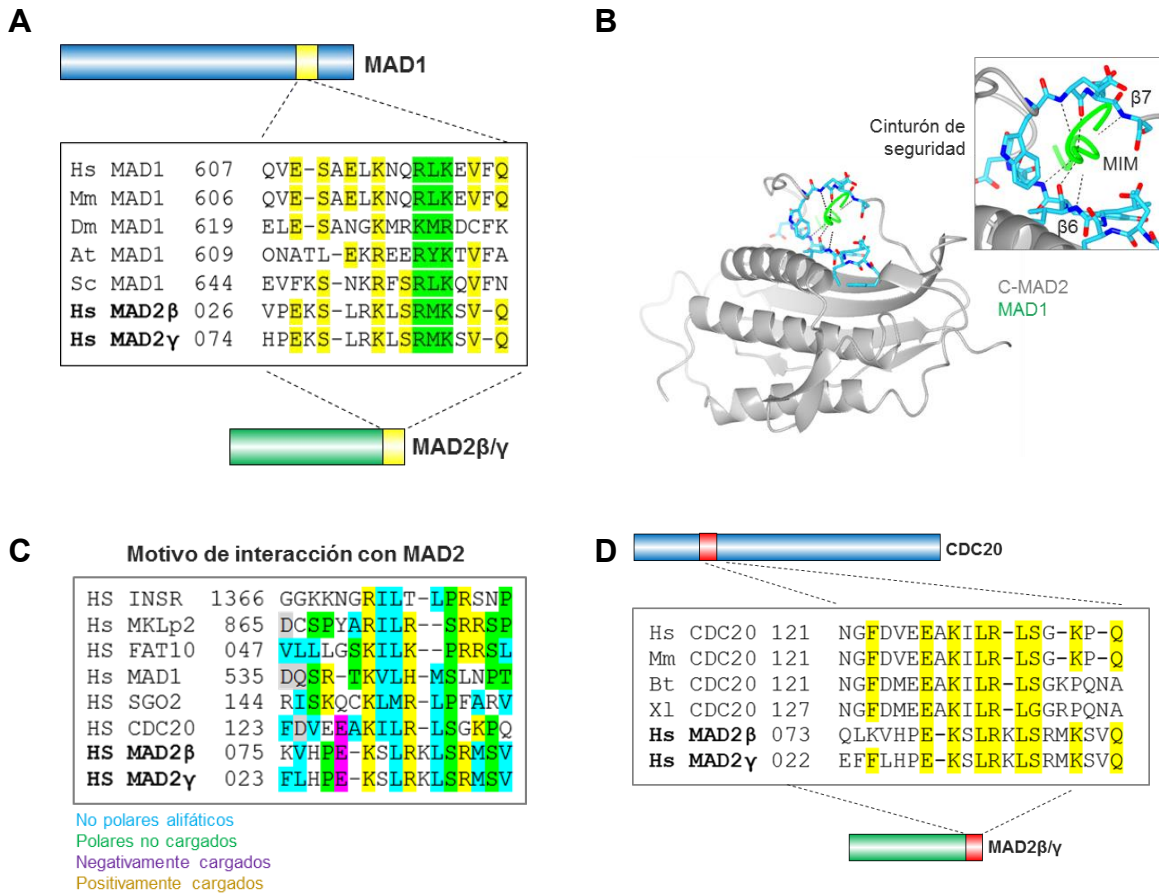 A
MAD1
Hs MAD1 607 QVE-SAELKNQRLKEVFQ
Mm MAD1 606 QVE-SAELKNQRLKEVFQ
Dm MAD1 619 ELE-SANGKMRKMRDCFK
At MAD1 609 ONATL-EKREERYKTVFA
Sc MAD1 644 EVFKS-NKRFSRLKQVFN
Hs MAD2β 026 VPEKS-LRKLSRMKSV-Q
Hs MAD2γ 074 HPEKS-LRKLSRMKSV-Q
MAD2β/γ
B
Cinturón de
seguridad
β7
MIM
β6
C-MAD2
MAD1
C
Motivo de interacción con MAD2
HS INSR 1366 GGKKNGRILT-LPRSNP
Hs MKLp2 865 DCSPYARILR--SRRSP
HS FAT10 047 VLLLGSKILK--PRRSL
Hs MAD1 535 DQSR-TKVLH-MSLNPT
HS SGO2 144 RISKQCKLMR-LPFARV
HS CDC20 123 FDVEEAKILR-LSGKPQ
HS MAD2β 075 KVHPE-KSLRKLSRMSV
HS MAD2γ 023 FLHPE-KSLRKLSRMSV
No polares alifáticos
Polares no cargados
Negativamente cargados
Positivamente cargados
D
CDC20
Hs CDC20 121 NGFDVEEAKILR-LSG-KP-Q
Mm CDC20 121 NGFDVEEAKILR-LSG-KP-Q
Bt CDC20 121 NGFDMEEAKILR-LSGKPQNA
Xl CDC20 127 NGFDMEEAKILR-LGGRPQNA
Hs MAD2β 073 QLKVHPE-KSLRKLSRMKSVQ
Hs MAD2γ 022 EFFLHPE-KSLRKLSRMKSVQ
MAD2β/γ